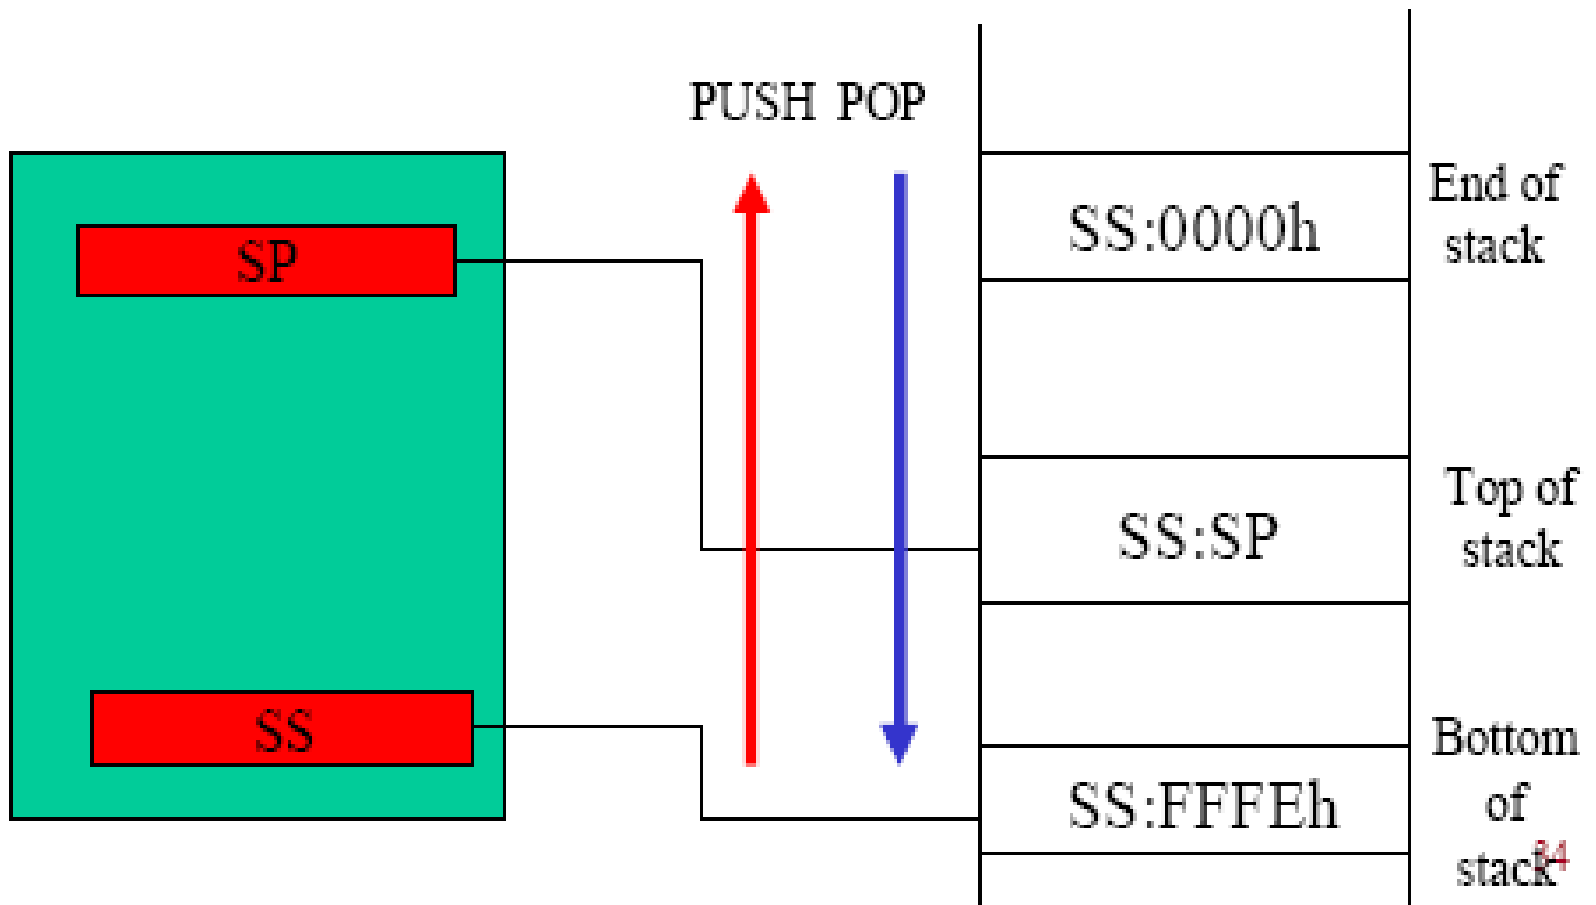 PUSH POP
SP
SS
SS:0000h
End of
stack
SS:SP
Top of
stack
SS:FFFEh
Bottom
of
stack
34